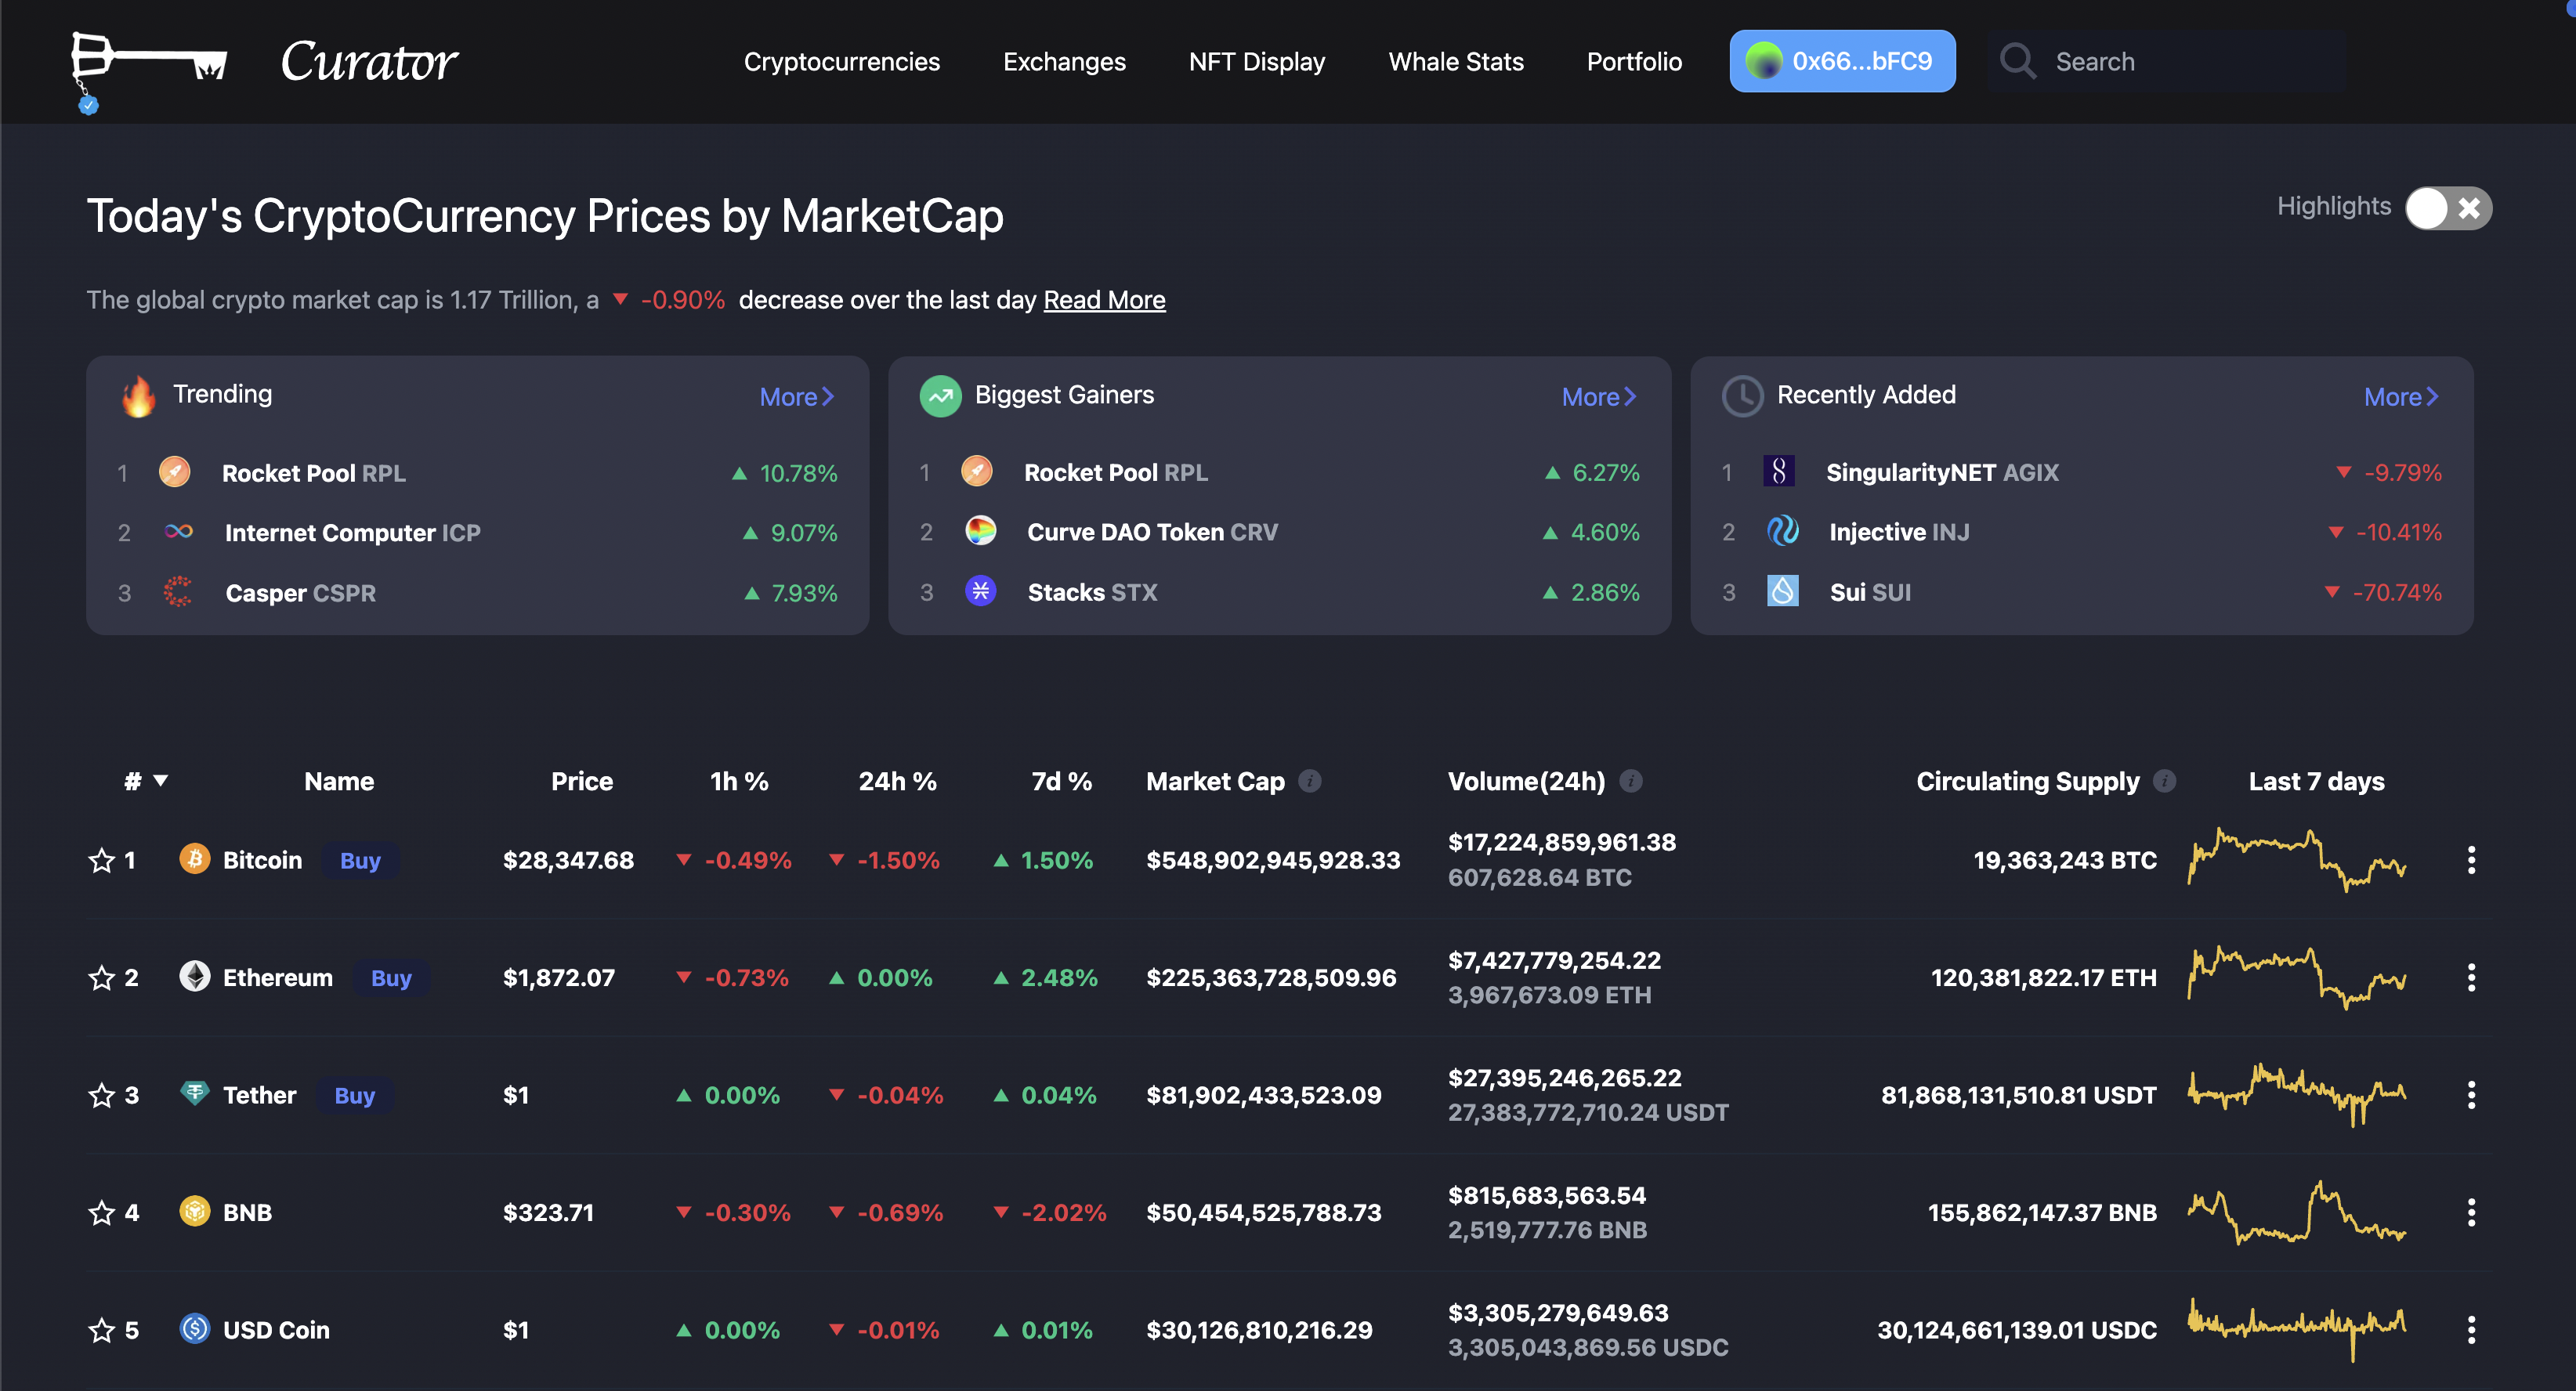 Curator
Cryptocurrencies Exchanges NFT Display Whale Stats Portfolio 0x66...bFC9 Search
Today's CryptoCurrency Prices by MarketCap
Highlights
The global crypto market cap is 1.17 Trillion, a -0.90% decrease over the last day Read More
Trending More
1 Rocket Pool RPL 10.78%
2 Internet Computer ICP 9.07%
3 Casper CSPR 7.93%
Biggest Gainers More
1 Rocket Pool RPL 6.27%
2 Curve DAO Token CRV 4.60%
3 Stacks STX 2.86%
Recently Added More
1 SingularityNET AGIX -9.79%
2 Injective INJ -10.41%
3 Sui SUI -70.74%
# Name Price 1h % 24h % 7d % Market Cap Volume(24h) Circulating Supply Last 7 days
1 Bitcoin Buy $28,347.68 -0.49% -1.50% 1.50% $548,902,945,928.33 $17,224,859,961.38 19,363,243 BTC
607,628.64 BTC
2 Ethereum Buy $1,872.07 -0.73% 0.00% 2.48% $225,363,728,509.96 $7,427,779,254.22 120,381,822.17 ETH
3,967,673.09 ETH
3 Tether Buy $1 0.00% -0.04% 0.04% $81,902,433,523.09 $27,395,246,265.22 81,868,131,510.81 USDT
27,383,772,710.24 USDT
4 BNB $323.71 -0.30% -0.69% -2.02% $50,454,525,788.73 $815,683,563.54 155,862,147.37 BNB
2,519,777.76 BNB
5 USD Coin $1 0.00% -0.01% 0.01% $30,126,810,216.29 $3,305,279,649.63 30,124,661,139.01 USDC
3,305,043,869.56 USDC